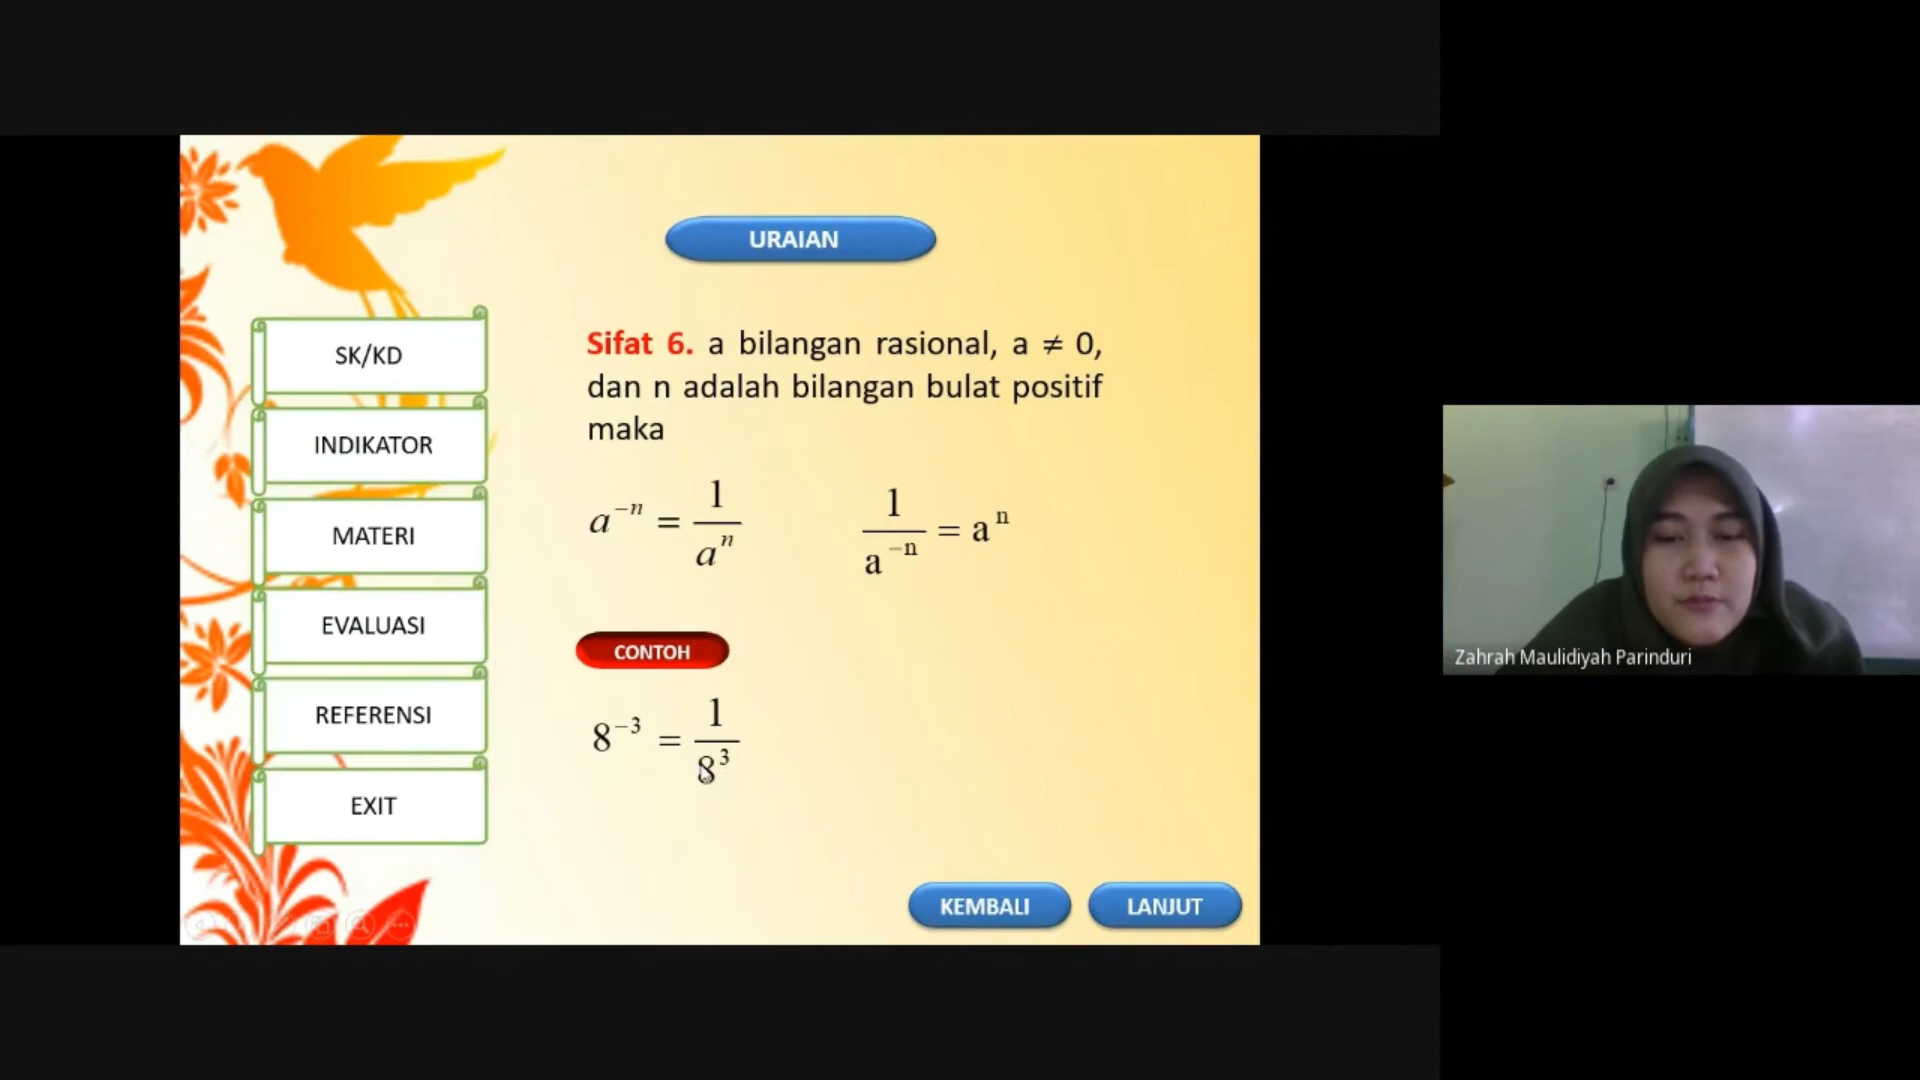 URAIAN
SK/KD
INDIKATOR
MATERI
EVALUASI
REFERENSI
EXIT
Sifat 6. a bilangan rasional, a ≠ 0,
dan n adalah bilangan bulat positif
maka
a⁻ⁿ = 1/aⁿ    1/a⁻ⁿ = aⁿ
CONTOH
8⁻³ = 1/8³
KEMBALI
LANJUT
Zahrah Maulidiyah Parinduri